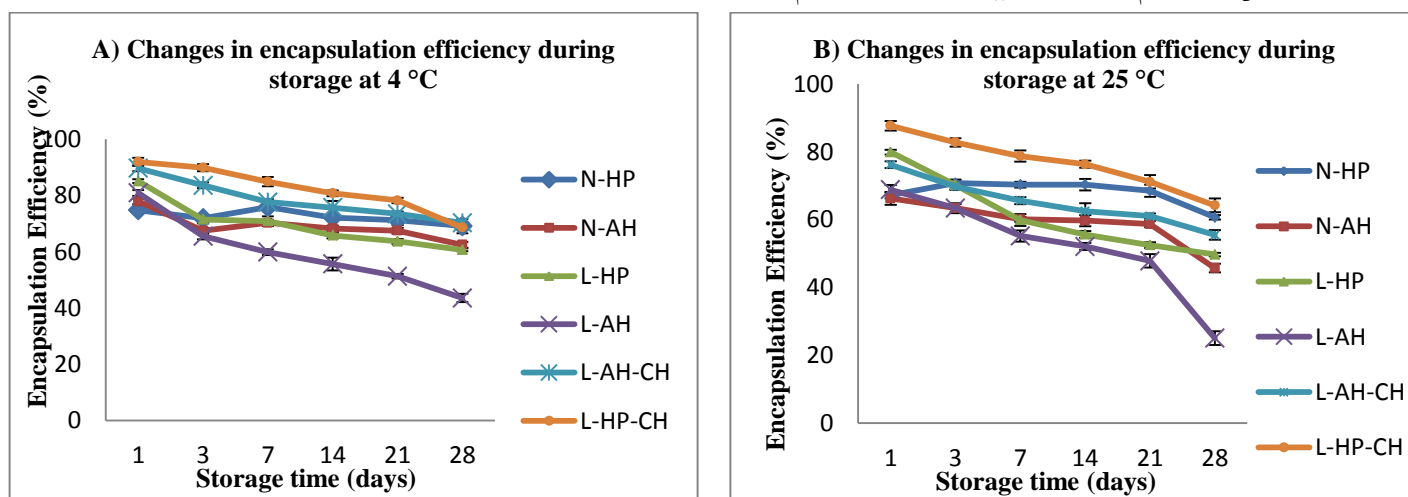 A) Changes in encapsulation efficiency during
storage at 4 °C
Encapsulation Efficiency (%)
100
80
60
40
20
0
1 3 7 14 21 28
Storage time (days)
N-HP
N-AH
L-HP
L-AH
L-AH-CH
L-HP-CH
B) Changes in encapsulation efficiency during
storage at 25 °C
Encapsulation Efficiency (%)
100
80
60
40
20
0
1 3 7 14 21 28
Storage time (days)
N-HP
N-AH
L-HP
L-AH
L-AH-CH
L-HP-CH